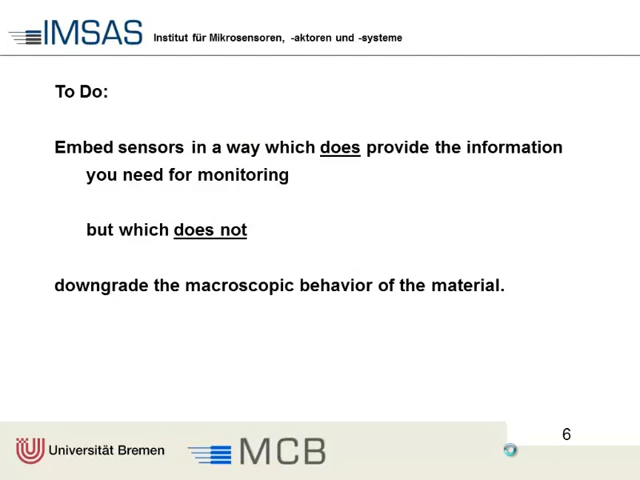 IMSAS Institut für Mikrosensoren, -aktoren und -systeme
To Do:
Embed sensors in a way which does provide the information
you need for monitoring
but which does not
downgrade the macroscopic behavior of the material.
6
Universität Bremen MCB